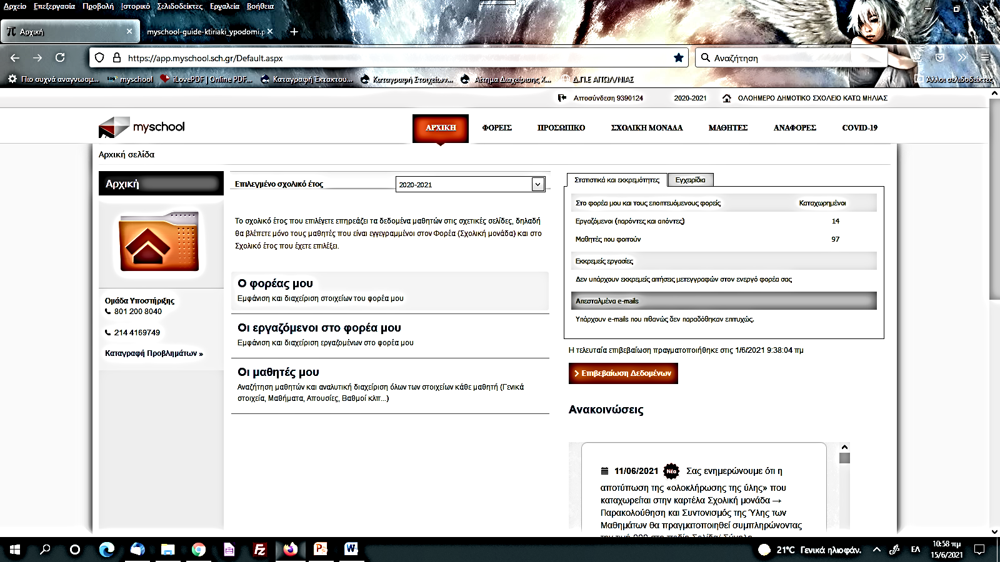 Αρχείο Επεξεργασία Προβολή Ιστορικό Σελιδοδείκτες Εργαλεία Βοήθεια
Αρχική
myschool-guide-ktiriaki_ypodomi.p
https://app.myschool.sch.gr/Default.aspx
Αναζήτηση
Πιο συχνά αναγνωσμ...
myschool
iLovePDF | Online PDF...
Καταγραφή Έκτακτου...
Καταγραφή Στοιχείων...
Αίτημα Διαχείρισης Χ...
Δ.Π.Ε ΑΙΤΩΛ/ΝΙΑΣ
Άλλοι σελιδοδείκτες
Αποσύνδεση 9390124
2020-2021
ΟΛΟΗΜΕΡΟ ΔΗΜΟΤΙΚΟ ΣΧΟΛΕΙΟ ΚΑΤΩ ΜΗΛΙΑΣ
myschool
ΑΡΧΙΚΗ ΦΟΡΕΙΣ ΠΡΟΣΩΠΙΚΟ ΣΧΟΛΙΚΗ ΜΟΝΑΔΑ ΜΑΘΗΤΕΣ ΑΝΑΦΟΡΕΣ COVID-19
Αρχική σελίδα
Αρχική
Ομάδα Υποστήριξης
801 200 8040
214 4169749
Καταγραφή Προβλημάτων »
Επιλεγμένο σχολικό έτος
2020-2021
Το σχολικό έτος που επιλέγετε επηρεάζει τα δεδομένα μαθητών στις σχετικές σελίδες, δηλαδή
θα βλέπετε μόνο τους μαθητές που είναι εγγεγραμμένοι στον Φορέα (Σχολική μονάδα) και στο
Σχολικό έτος που έχετε επιλέξει.
Ο φορέας μου
Εμφάνιση και διαχείριση στοιχείων του φορέα μου
Οι εργαζόμενοι στο φορέα μου
Εμφάνιση και διαχείριση εργαζομένων στο φορέα μου
Οι μαθητές μου
Αναζήτηση μαθητών και αναλυτική διαχείριση όλων των στοιχείων κάθε μαθητή (Γενικά
στοιχεία, Μαθήματα, Απουσίες, Βαθμοί κλπ...)
Στατιστικά και εκκρεμότητες
Εγχειρίδια
Στο φορέα μου και τους εποπτευόμενους φορείς Καταχωρημένοι
Εργαζόμενοι (παρόντες και απόντες) 14
Μαθητές που φοιτούν 97
Εκκρεμείς εργασίες
Δεν υπάρχουν εκκρεμείς αιτήσεις μετεγγραφών στον ενεργό φορέα σας
Απεσταλμένα e-mails
Υπάρχουν e-mails που πιθανώς δεν παραδόθηκαν επιτυχώς.
Η τελευταία επιβεβαίωση πραγματοποιήθηκε στις 1/6/2021 9:38:04 πμ
Επιβεβαίωση Δεδομένων
Ανακοινώσεις
11/06/2021 Νέο Σας ενημερώνουμε ότι η
αποτύπωση της «ολοκλήρωσης της ύλης» που
καταχωρείται στην καρτέλα Σχολική μονάδα →
Παρακολούθηση και Συντονισμός της Ύλης των
Μαθημάτων θα πραγματοποιηθεί συμπληρώνοντας
την τιμή 999 στο πεδίο Σελίδα/ Σύνολο
21°C Γενικά ηλιοφάν.
ΕΛ
10:58 πμ
15/6/2021